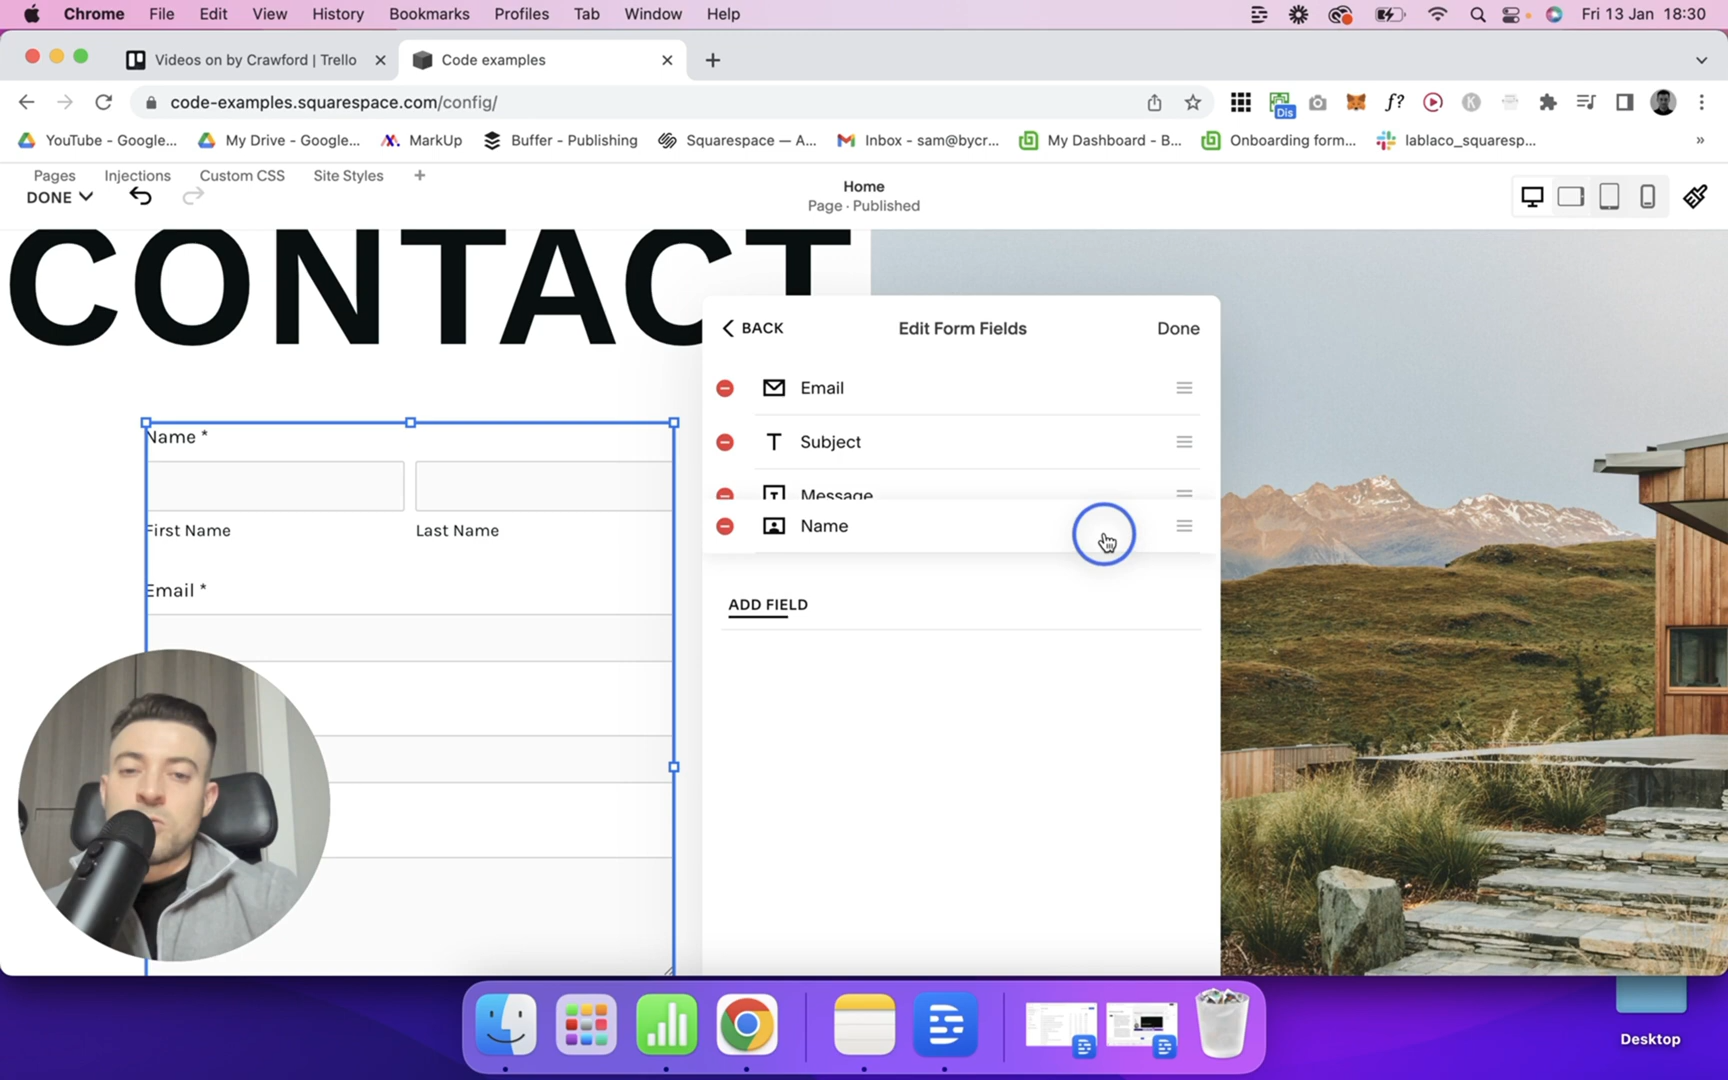 Chrome File Edit View History Bookmarks Profiles Tab Window Help Fri 13 Jan 18:30
Videos on by Crawford | Trello
Code examples
code-examples.squarespace.com/config/
f?
Dis
K
YouTube - Google...
My Drive - Google...
MarkUp
Buffer - Publishing
Squarespace — A...
Inbox - sam@bycr...
My Dashboard - B...
Onboarding form...
lablaco_squaresp...
»
Pages Injections Custom CSS Site Styles +
DONE
Home
Page · Published
CONTACT
BACK
Edit Form Fields
Done
Email
Subject
Message
Name
ADD FIELD
Name *
First Name
Last Name
Email *
Desktop